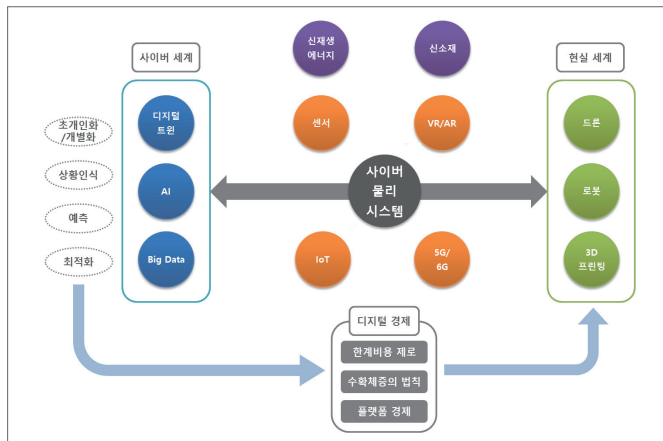 신재생
에너지
신소재
사이버 세계
현실 세계
초개인화
/개별화
상황인식
예측
최적화
디지털
트윈
AI
Big Data
센서
VR/AR
사이버
물리
시스템
IoT
5G/
6G
드론
로봇
3D
프린팅
디지털 경제
한계비용 제로
수확체증의 법칙
플랫폼 경제